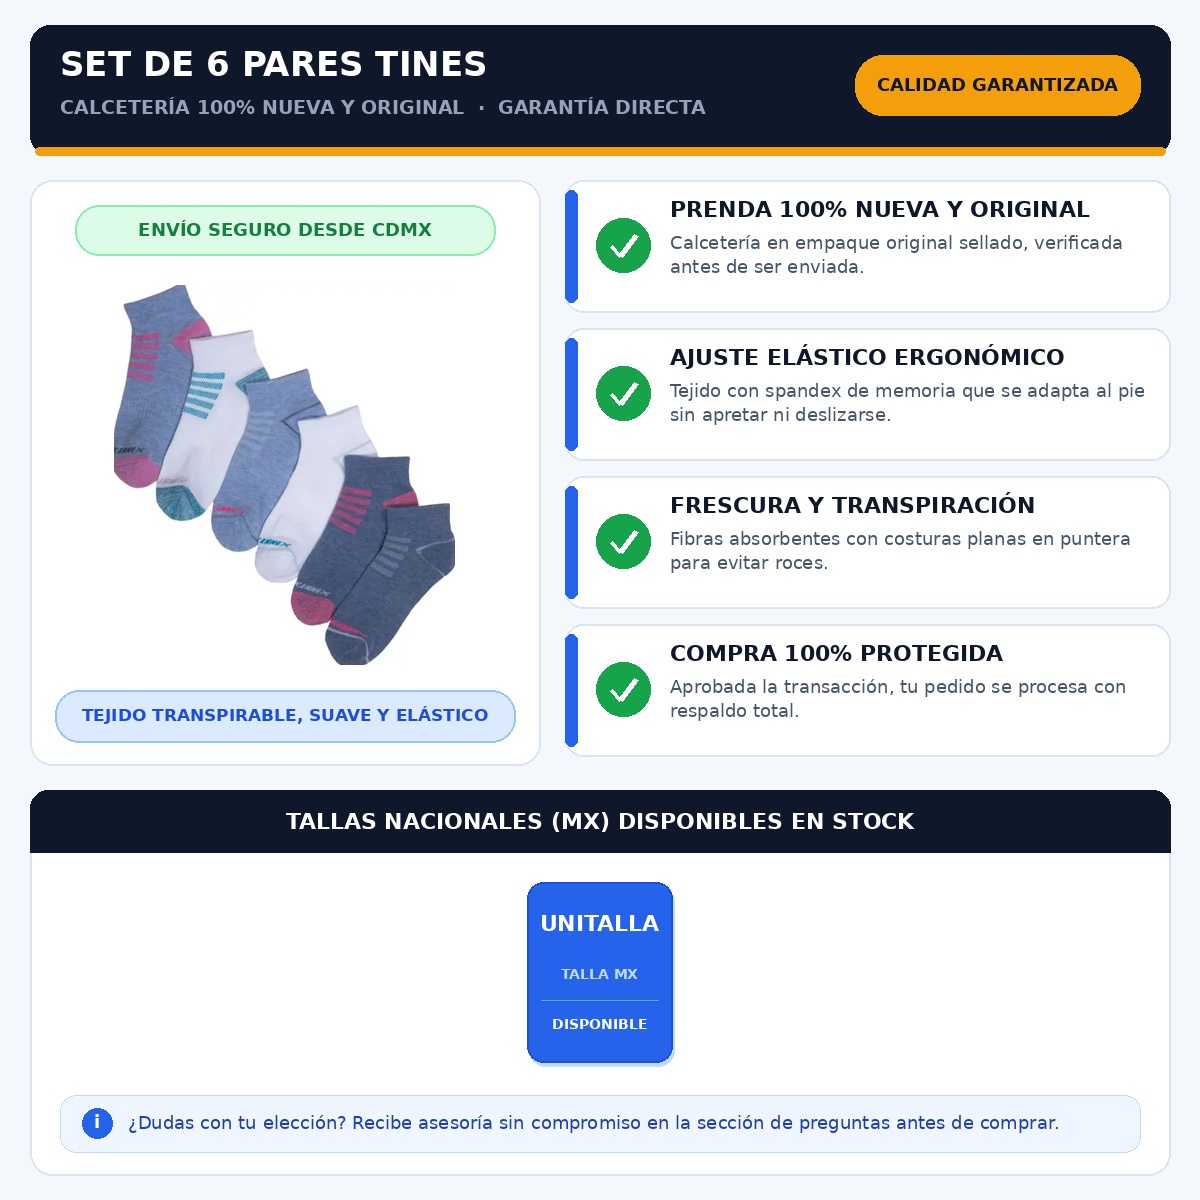 SET DE 6 PARES TINES
CALCETERÍA 100% NUEVA Y ORIGINAL · GARANTÍA DIRECTA
CALIDAD GARANTIZADA
ENVÍO SEGURO DESDE CDMX
TEJIDO TRANSPIRABLE, SUAVE Y ELÁSTICO
PRENDA 100% NUEVA Y ORIGINAL
Calcetería en empaque original sellado, verificada
antes de ser enviada.
AJUSTE ELÁSTICO ERGONÓMICO
Tejido con spandex de memoria que se adapta al pie
sin apretar ni deslizarse.
FRESCURA Y TRANSPIRACIÓN
Fibras absorbentes con costuras planas en puntera
para evitar roces.
COMPRA 100% PROTEGIDA
Aprobada la transacción, tu pedido se procesa con
respaldo total.
TALLAS NACIONALES (MX) DISPONIBLES EN STOCK
UNITALLA
TALLA MX
DISPONIBLE
i ¿Dudas con tu elección? Recibe asesoría sin compromiso en la sección de preguntas antes de comprar.